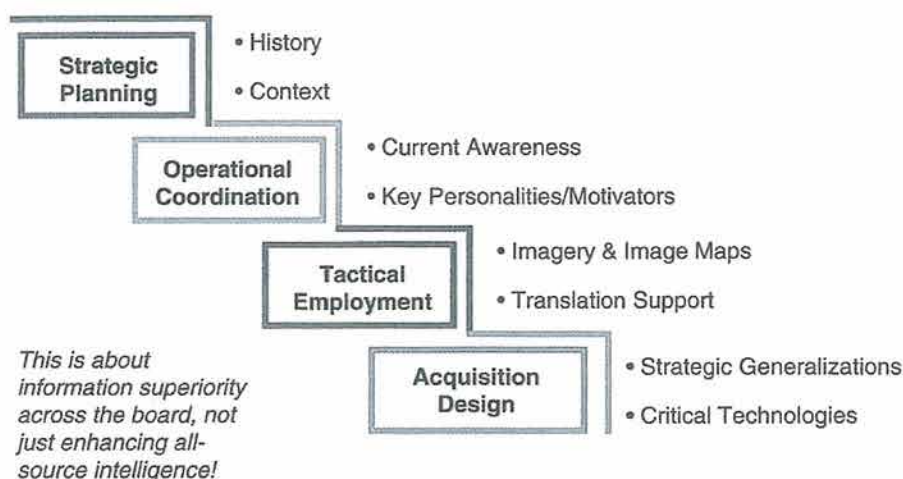 Strategic
Planning
• History
• Context
Operational
Coordination
• Current Awareness
• Key Personalities/Motivators
Tactical
Employment
• Imagery & Image Maps
• Translation Support
Acquisition
Design
• Strategic Generalizations
• Critical Technologies
This is about
information superiority
across the board, not
just enhancing all-
source intelligence!